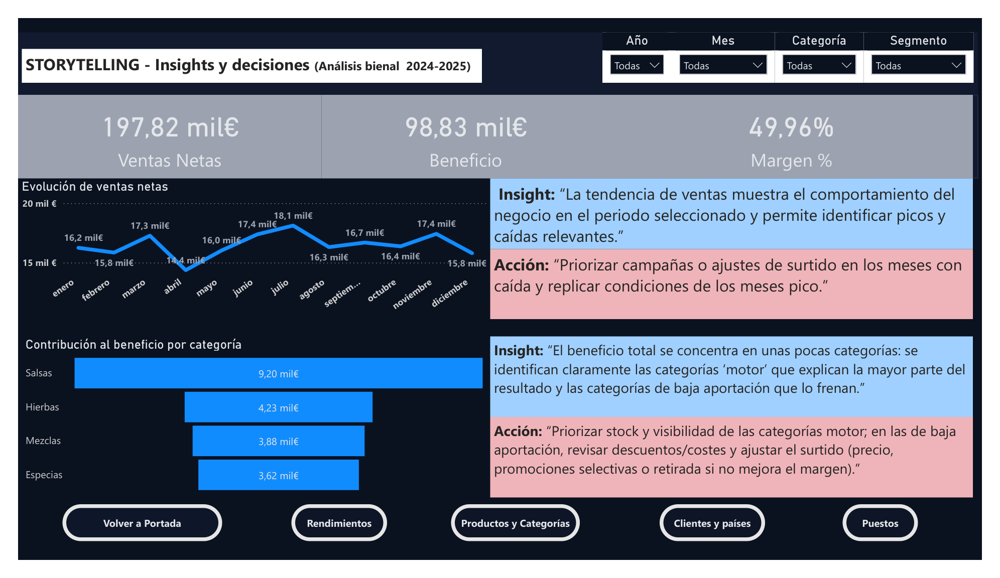 Año Mes Categoría Segmento
STORYTELLING - Insights y decisiones (Análisis bienal 2024-2025)
Todas Todas Todas Todas
197,82 mil€ 98,83 mil€ 49,96%
Ventas Netas Beneficio Margen %
Evolución de ventas netas
20 mil €
15 mil €
16,2 mil€
15,8 mil€
17,3 mil€
14,4 mil€
16,0 mil€
17,4 mil€
18,1 mil€
16,3 mil€
16,7 mil€
16,4 mil€
17,4 mil€
15,8 mil€
enero
febrero
marzo
abril
mayo
junio
julio
agosto
septiem...
octubre
noviembre
diciembre
Insight: “La tendencia de ventas muestra el comportamiento del
negocio en el periodo seleccionado y permite identificar picos y
caídas relevantes.”
Acción: “Priorizar campañas o ajustes de surtido en los meses con
caída y replicar condiciones de los meses pico.”
Contribución al beneficio por categoría
Salsas 9,20 mil€
Hierbas 4,23 mil€
Mezclas 3,88 mil€
Especias 3,62 mil€
Insight: “El beneficio total se concentra en unas pocas categorías: se
identifican claramente las categorías ‘motor’ que explican la mayor parte del
resultado y las categorías de baja aportación que lo frenan.”
Acción: “Priorizar stock y visibilidad de las categorías motor; en las de baja
aportación, revisar descuentos/costes y ajustar el surtido (precio,
promociones selectivas o retirada si no mejora el margen).”
Volver a Portada Rendimientos Productos y Categorías Clientes y países Puestos